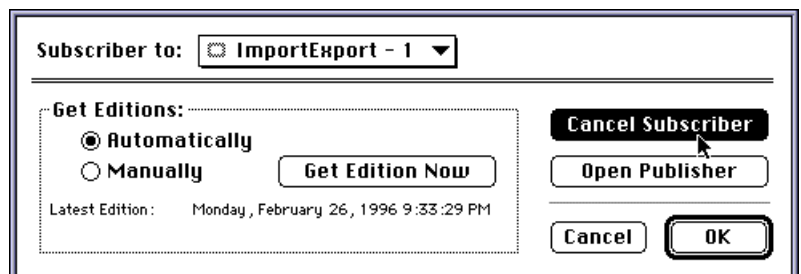 Subscriber to: ImportExport - 1
Get Editions:
Automatically
Manually
Get Edition Now
Latest Edition: Monday, February 26, 1996 9:33:29 PM
Cancel Subscriber
Open Publisher
Cancel
OK